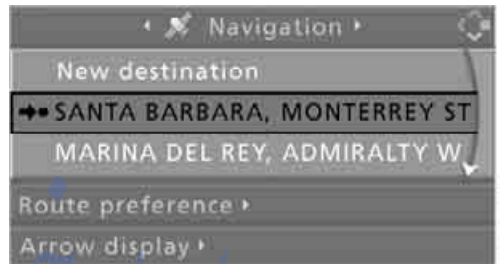 Navigation
New destination
SANTA BARBARA, MONTERREY ST
MARINA DEL REY, ADMIRALTY W
Route preference
Arrow display